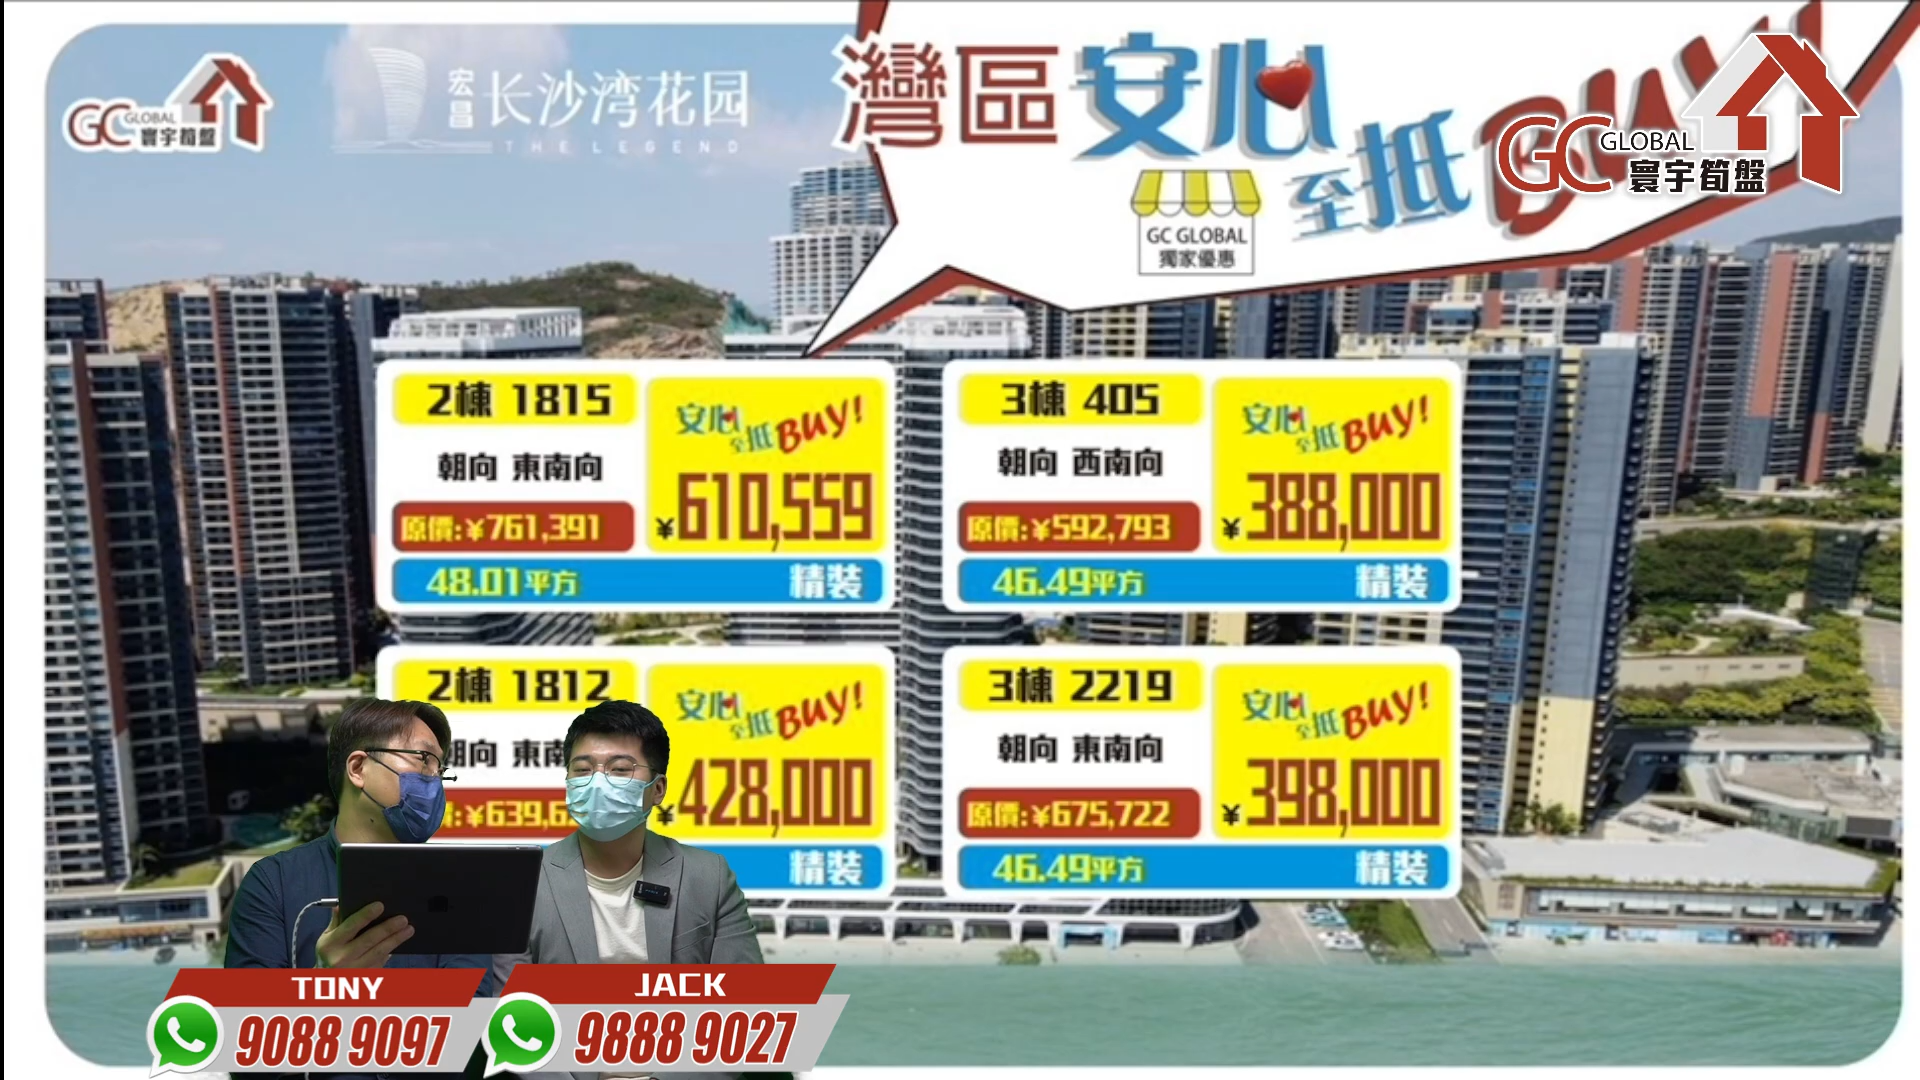 GC GLOBAL
寰宇筍盤
宏昌
长沙湾花园
THE LEGEND
灣區安心
至抵BUY!
GC GLOBAL
獨家優惠
GC GLOBAL
寰宇筍盤
2棟 1815
朝向 東南向
原價:¥761,391
安心
至抵BUY!
¥610,559
48.01平方
精裝
3棟 405
朝向 西南向
原價:¥592,793
安心
至抵BUY!
¥388,000
46.49平方
精裝
2棟 1812
朝向 東南
:¥639,6
安心
至抵BUY!
¥428,000
精裝
3棟 2219
朝向 東南向
原價:¥675,722
安心
至抵BUY!
¥398,000
46.49平方
精裝
TONY
9088 9097
JACK
9888 9027